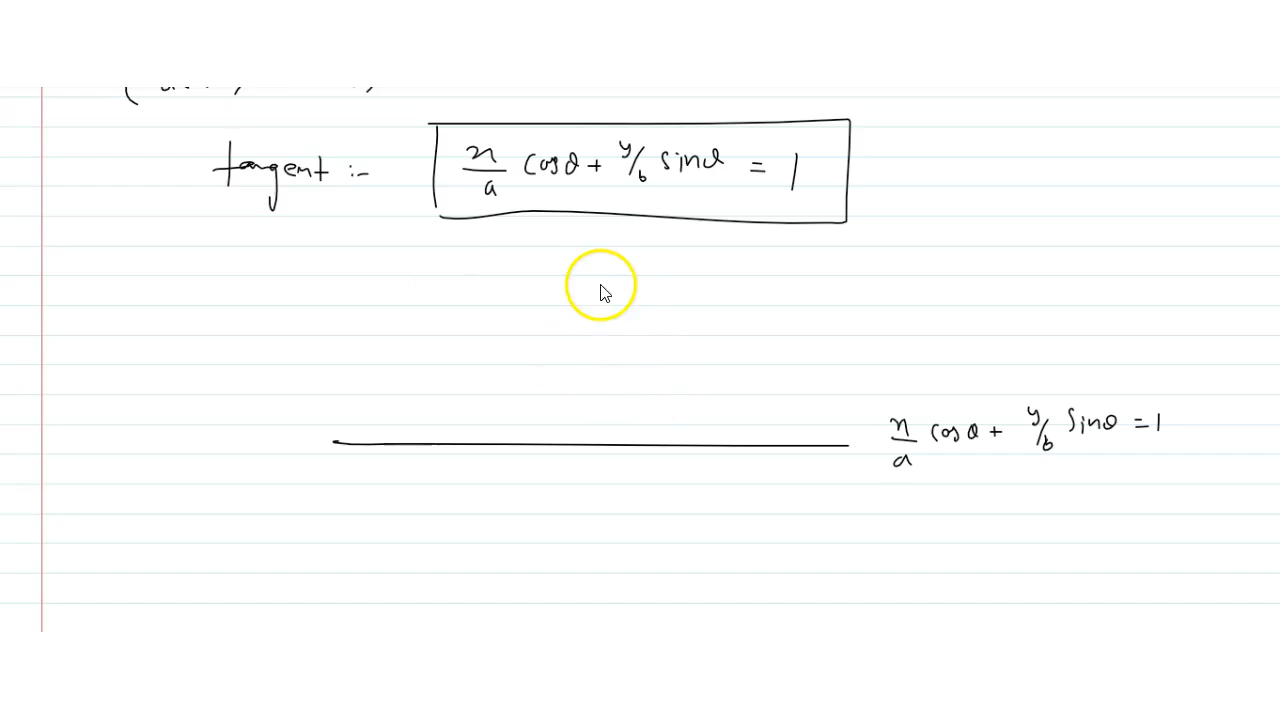 tangent :- x/a cosθ + y/b sinθ = 1
x/a cosθ + y/b sinθ = 1